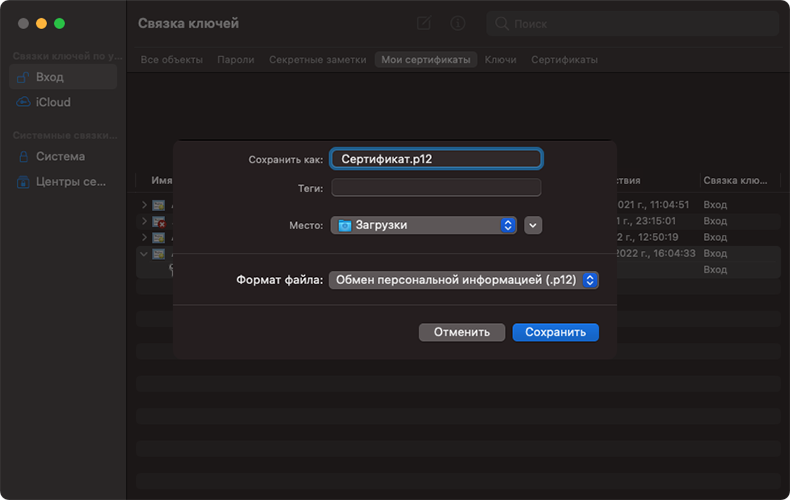 Связка ключей
Поиск
Связки ключей по у...
Вход
iCloud
Системные связки...
Система
Центры се...
Все объекты Пароли Секретные заметки Мои сертификаты Ключи Сертификаты
Сохранить как: Сертификат.p12
Теги:
Место: Загрузки
Формат файла: Обмен персональной информацией (.p12)
Отменить Сохранить
Имя ствия Связка клю...
021 г., 11:04:51 Вход
1 г., 23:15:01 Вход
2 г., 12:50:19 Вход
2022 г., 16:04:33 Вход
Вход